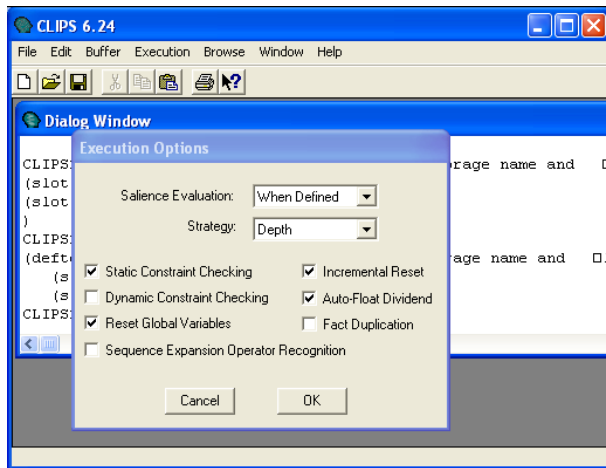 CLIPS 6.24
File Edit Buffer Execution Browse Window Help
Dialog Window
Execution Options
CLIPS
rage name and
(slot
(slot
)
CLIPS
(defte
age name and
(s
(s
CLIPS
Salience Evaluation: When Defined
Strategy: Depth
Static Constraint Checking
Incremental Reset
Dynamic Constraint Checking
Auto-Float Dividend
Reset Global Variables
Fact Duplication
Sequence Expansion Operator Recognition
Cancel OK